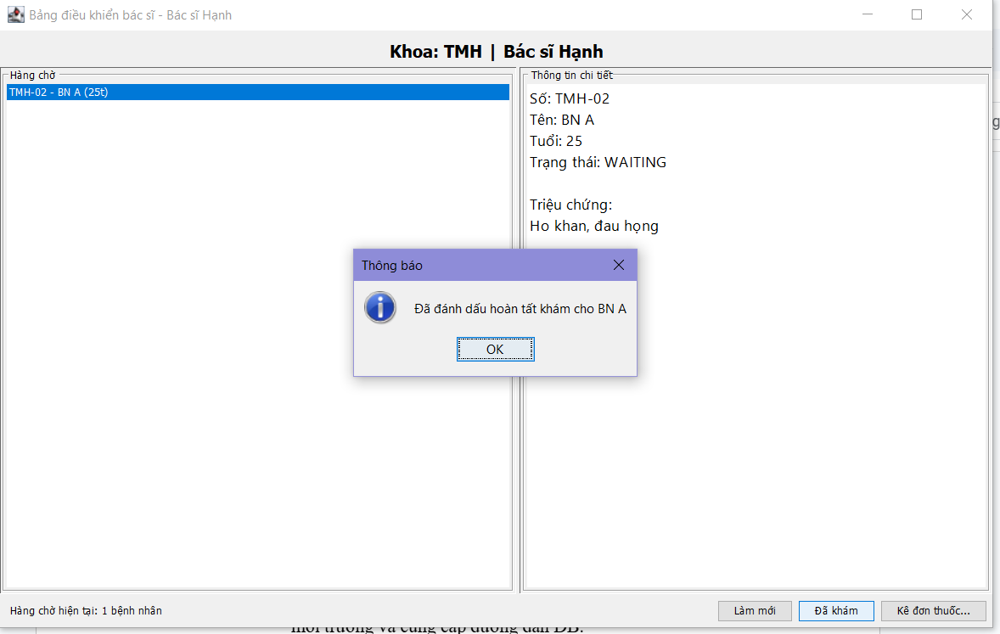 Bảng điều khiển bác sĩ - Bác sĩ Hạnh
Khoa: TMH | Bác sĩ Hạnh
Hàng chờ
TMH-02 - BN A (25t)
Thông tin chi tiết
Số: TMH-02
Tên: BN A
Tuổi: 25
Trạng thái: WAITING
Triệu chứng:
Ho khan, đau họng
Thông báo
Đã đánh dấu hoàn tất khám cho BN A
OK
Hàng chờ hiện tại: 1 bệnh nhân
Làm mới
Đã khám
Kê đơn thuốc...
môi trường và cung cấp đường dẫn DB.